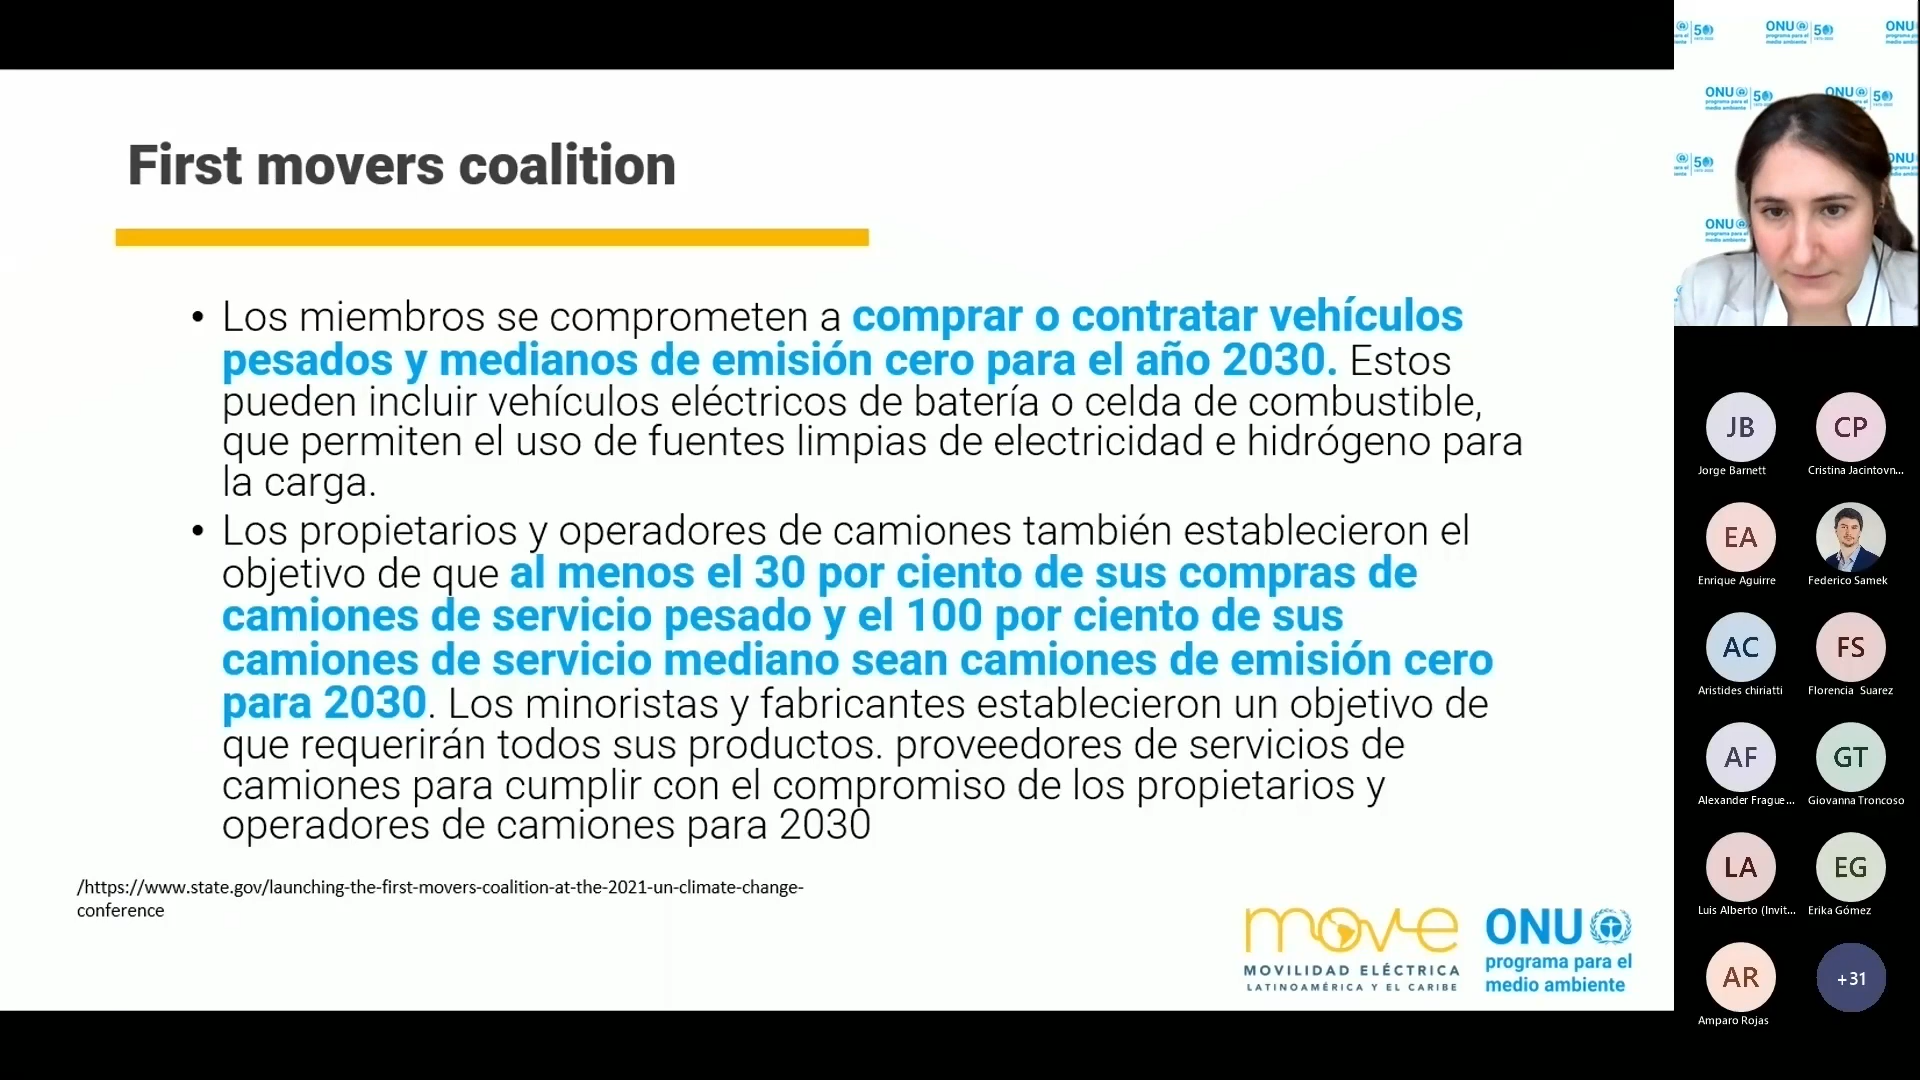 First movers coalition
• Los miembros se comprometen a comprar o contratar vehículos
pesados y medianos de emisión cero para el año 2030. Estos
pueden incluir vehículos eléctricos de batería o celda de combustible,
que permiten el uso de fuentes limpias de electricidad e hidrógeno para
la carga.
• Los propietarios y operadores de camiones también establecieron el
objetivo de que al menos el 30 por ciento de sus compras de
camiones de servicio pesado y el 100 por ciento de sus
camiones de servicio mediano sean camiones de emisión cero
para 2030. Los minoristas y fabricantes establecieron un objetivo de
que requerirán todos sus productos. proveedores de servicios de
camiones para cumplir con el compromiso de los propietarios y
operadores de camiones para 2030
/https://www.state.gov/launching-the-first-movers-coalition-at-the-2021-un-climate-change-
conference
move
MOVILIDAD ELÉCTRICA
LATINOAMÉRICA Y EL CARIBE
ONU
programa para el
medio ambiente
ONU 50
programa para el
medio ambiente
JB
Jorge Barnett
CP
Cristina Jacintovn...
EA
Enrique Aguirre
Federico Samek
AC
Aristides chiriatti
FS
Florencia Suarez
AF
Alexander Frague...
GT
Giovanna Troncoso
LA
Luis Alberto (Invit...
EG
Erika Gómez
AR
Amparo Rojas
+31